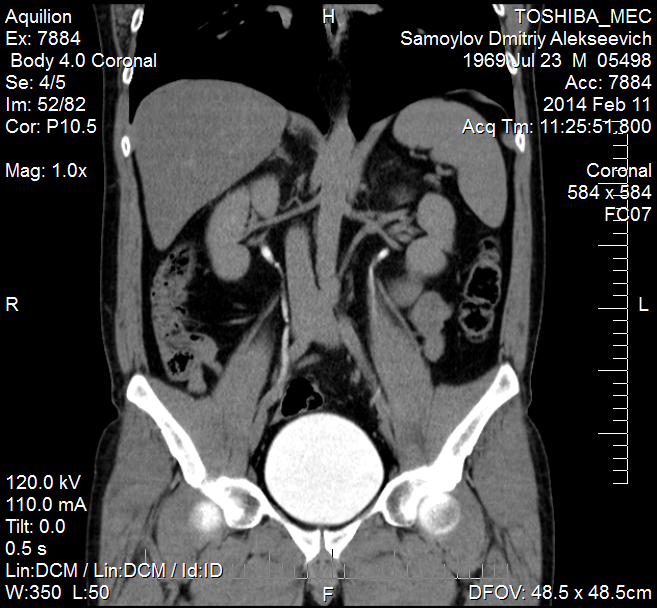 Aquilion
Ex: 7884
Body 4.0 Coronal
Se: 4/5
Im: 52/82
Cor: P10.5
Mag: 1.0x
H
TOSHIBA_MEC
Samoylov Dmitriy Alekseevich
1969 Jul 23 M 05498
Acc: 7884
2014 Feb 11
Acq Tm: 11:25:51.800
Coronal
584 x 584
FC07
R
L
120.0 kV
110.0 mA
Tilt: 0.0
0.5 s
Lin:DCM / Lin:DCM / Id:ID
W:350 L:50
F
DFOV: 48.5 x 48.5cm